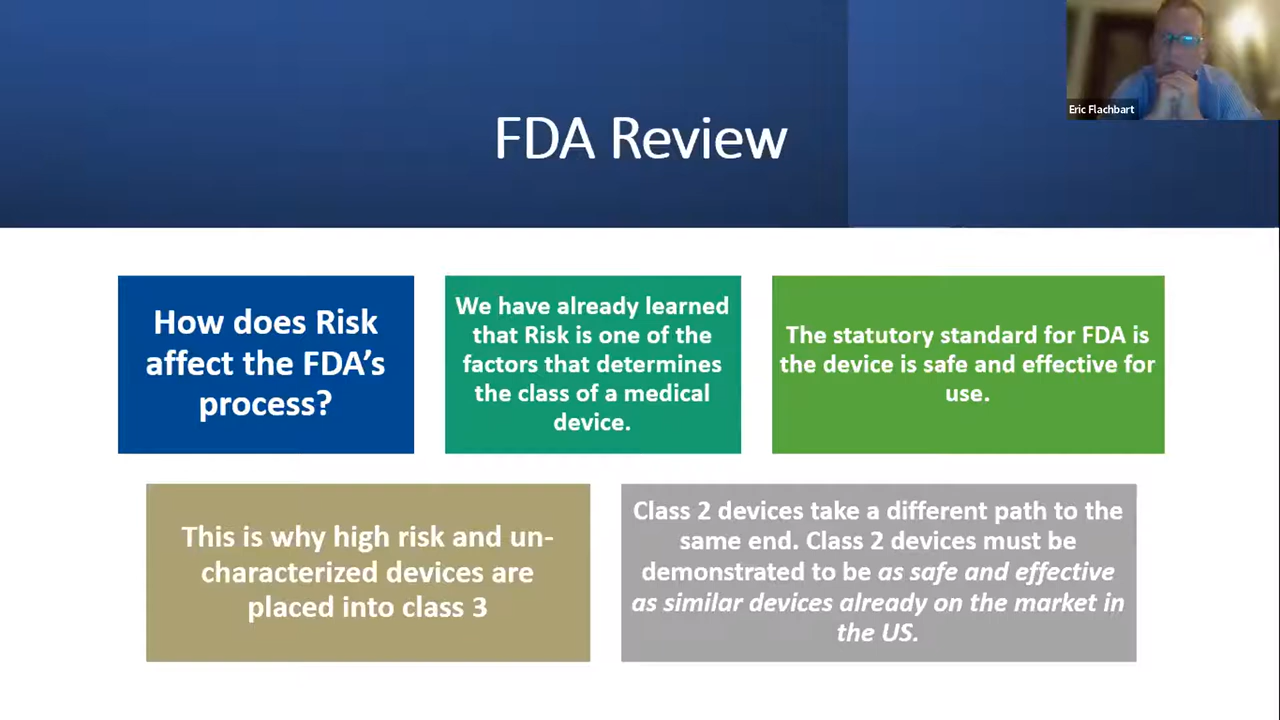 Eric Flachbart
FDA Review
How does Risk
affect the FDA's
process?
We have already learned
that Risk is one of the
factors that determines
the class of a medical
device.
The statutory standard for FDA is
the device is safe and effective for
use.
This is why high risk and un-
characterized devices are
placed into class 3
Class 2 devices take a different path to the
same end. Class 2 devices must be
demonstrated to be as safe and effective
as similar devices already on the market in
the US.